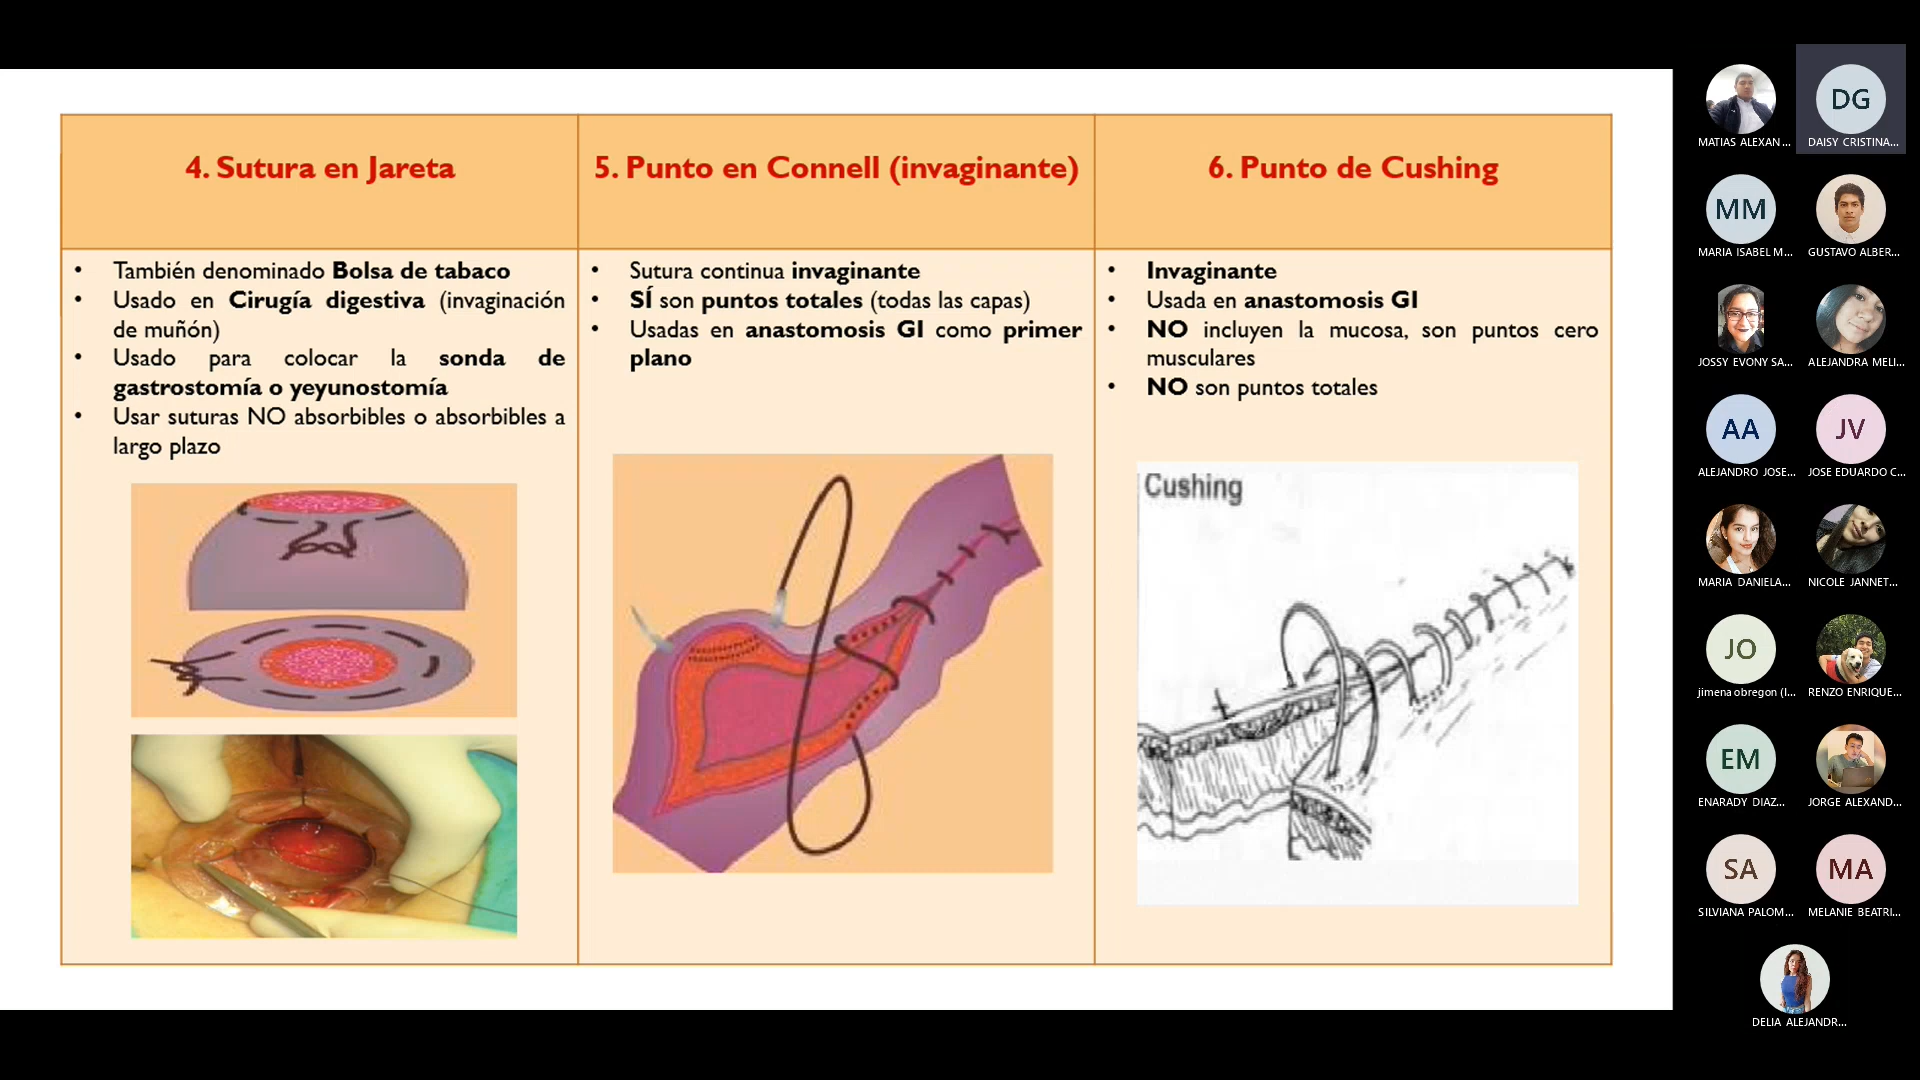 4. Sutura en Jareta
5. Punto en Connell (invaginante)
6. Punto de Cushing
• También denominado Bolsa de tabaco
• Usado en Cirugía digestiva (invaginación
de muñón)
• Usado para colocar la sonda de
gastrostomía o yeyunostomía
• Usar suturas NO absorbibles o absorbibles a
largo plazo
• Sutura continua invaginante
• SÍ son puntos totales (todas las capas)
• Usadas en anastomosis GI como primer
plano
• Invaginante
• Usada en anastomosis GI
• NO incluyen la mucosa, son puntos cero
musculares
• NO son puntos totales
Cushing
MATIAS ALEXAN...
DG
DAISY CRISTINA...
MM
MARIA ISABEL M...
GUSTAVO ALBER...
JOSSY EVONY SA...
ALEJANDRA MELI...
AA
ALEJANDRO JOSE...
JV
JOSE EDUARDO C...
MARIA DANIELA...
NICOLE JANNET...
JO
jimena obregon (I...
RENZO ENRIQUE...
EM
ENARADY DIAZ...
JORGE ALEXAND...
SA
SILVIANA PALOM...
MA
MELANIE BEATRI...
DELIA ALEJANDR...